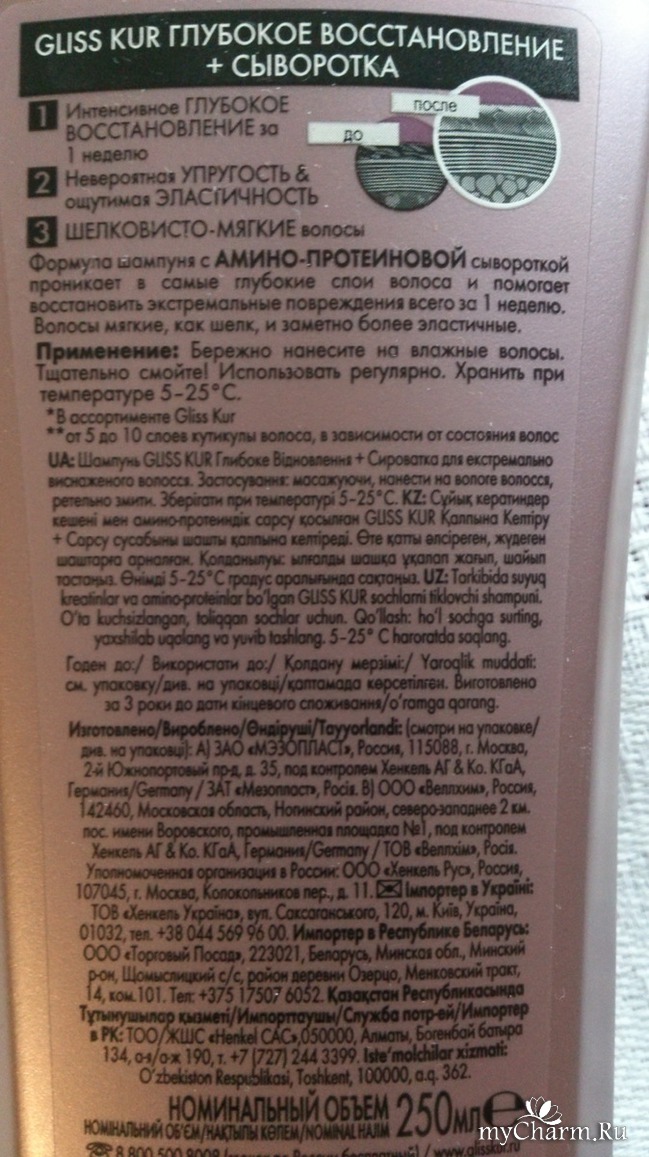 GLISS KUR ГЛУБОКОЕ ВОССТАНОВЛЕНИЕ
+ СЫВОРОТКА
1 Интенсивное ГЛУБОКОЕ
ВОССТАНОВЛЕНИЕ за
1 неделю
до
после
2 Невероятная УПРУГОСТЬ &
ощутимая ЭЛАСТИЧНОСТЬ
3 ШЕЛКОВИСТО-МЯГКИЕ волосы
Формула шампуня с АМИНО-ПРОТЕИНОВОЙ сывороткой
проникает в самые глубокие слои волоса и помогает
восстановить экстремальные повреждения всего за 1 неделю.
Волосы мягкие, как шелк, и заметно более эластичные.
Применение: Бережно нанесите на влажные волосы.
Тщательно смойте! Использовать регулярно. Хранить при
температуре 5–25°C.
*В ассортименте Gliss Kur
**от 5 до 10 слоев кутикулы волоса, в зависимости от состояния волос
UA: Шампунь GLISS KUR Глибоке Відновлення + Сироватка для екстремально
виснаженого волосся. Застосування: масажуючи, нанести на вологе волосся,
ретельно змити. Зберігати при температурі 5–25°C. KZ: Сұйық кератиндер
кешені мен амино-протеиндік сарсу қосылған GLISS KUR Қалпына Келтіру
+ Сарсу сусабыны шашты қалпына келтіреді. Өте қатты әлсіреген, жүдеген
шаштарға арналған. Қолданылуы: ылғалды шашқа ұқалап жағып, шайып
тастаңыз. Өнімді 5–25°C градус аралығында сақтаңыз. UZ: Tarkibida suyuq
kreatinlar va amino-proteinlar bo'lgan GLISS KUR sochlarni tiklovchi shampuni.
O'ta kuchsizlangan, toliqqan sochlar uchun. Qo'llash: ho'l sochga surting,
yaxshilab uqalang va yuvib tashlang. 5–25° C haroratda saqlang.
Годен до:/ Використати до:/ Қолдану мерзімі:/ Yaroqlik muddati:
см. упаковку/див. на упаковці/қаптамада көрсетілген. Виготовлено
за 3 роки до дати кінцевого споживання/o'ramga qarang.
Изготовлено/Вироблено/Өндіруші/Tayyorlandi: (смотри на упаковке/
див. на упаковці): А) ЗАО «МЭЗОПЛАСТ», Россия, 115088, г. Москва,
2-й Южнопортовый пр-д, д. 35, под контролем Хенкель АГ & Ко. КГаА,
Германия/Germany / ЗАТ «Мезопласт», Росія. В) ООО «Веллхим», Россия,
142460, Московская область, Ногинский район, северо-западнее 2 км.
пос. имени Воровского, промышленная площадка №1, под контролем
Хенкель АГ & Ко. КГаА, Германия/Germany / ТОВ «Веллхім», Росія.
Уполномоченная организация в России: ООО «Хенкель Рус», Россия,
107045, г. Москва, Колокольников пер., д. 11. Імпортер в Україні:
ТОВ «Хенкель Україна», вул. Саксаганського, 120, м. Київ, Україна,
01032, тел. +38 044 569 96 00. Импортер в Республике Беларусь:
ООО «Торговый Посад», 223021, Беларусь, Минская обл., Минский
р-он, Щомыслицкий с/с, район деревни Озерцо, Менковский тракт,
14, ком.101. Тел: +375 17507 6052. Қазақстан Республикасында
Тұтынушылар қызметі/Импорттаушы/Служба потр-ей/Импортер
в РК: ТОО/ЖШС «Henkel САС»,050000, Алматы, Богенбай батыра
134, а-я/а-ж 190, т. +7 (727) 244 3399. Iste'molchilar xizmati:
O'zbekiston Respublikasi, Toshkent, 100000, a.q. 362.
НОМИНАЛЬНЫЙ ОБЪЕМ 250мл℮
НОМІНАЛЬНИЙ ОБ'ЄМ/НАҚТЫЛЫ КӨЛЕМ/NOMINAL HAJM
8 800 500 8008
myCharm.Ru